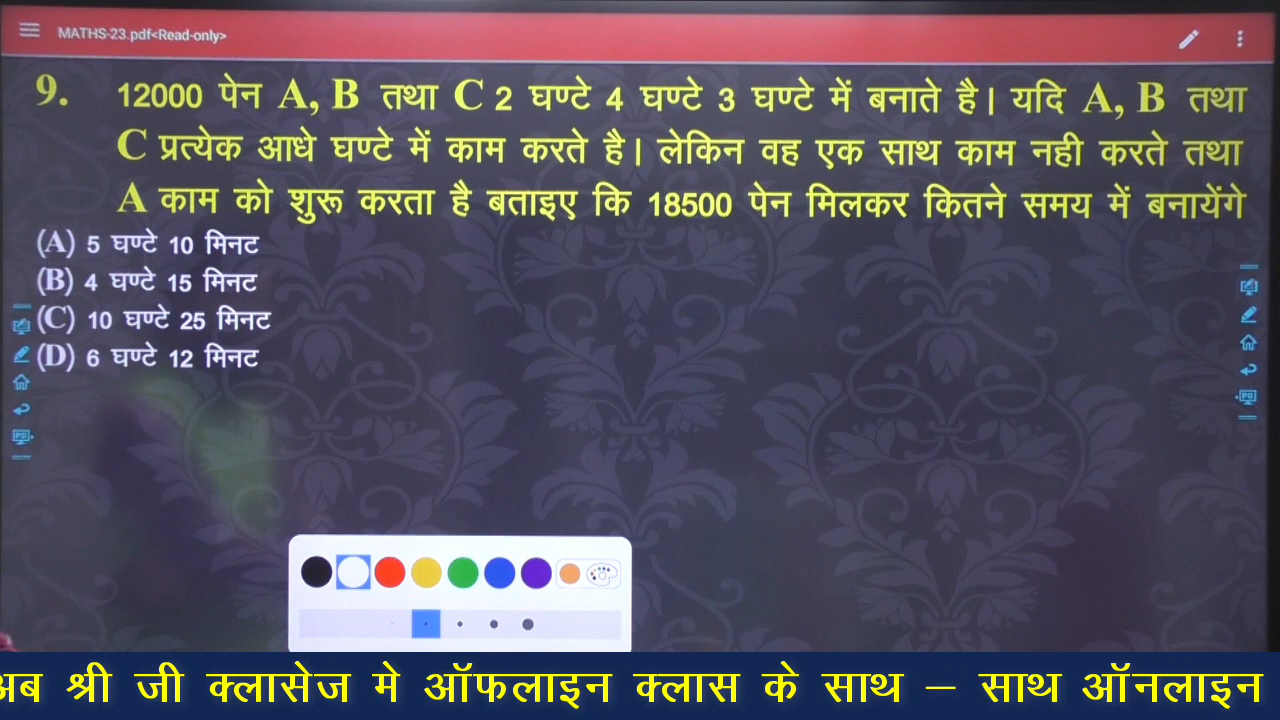 MATHS-23.pdf<Read-only>
9. 12000 पेन A, B तथा C 2 घण्टे 4 घण्टे 3 घण्टे में बनाते है। यदि A, B तथा
C प्रत्येक आधे घण्टे में काम करते है। लेकिन वह एक साथ काम नही करते तथा
A काम को शुरू करता है बताइए कि 18500 पेन मिलकर कितने समय में बनायेंगे
(A) 5 घण्टे 10 मिनट
(B) 4 घण्टे 15 मिनट
(C) 10 घण्टे 25 मिनट
(D) 6 घण्टे 12 मिनट
PG
PG
अब श्री जी क्लासेज मे ऑफलाइन क्लास के साथ – साथ ऑनलाइन